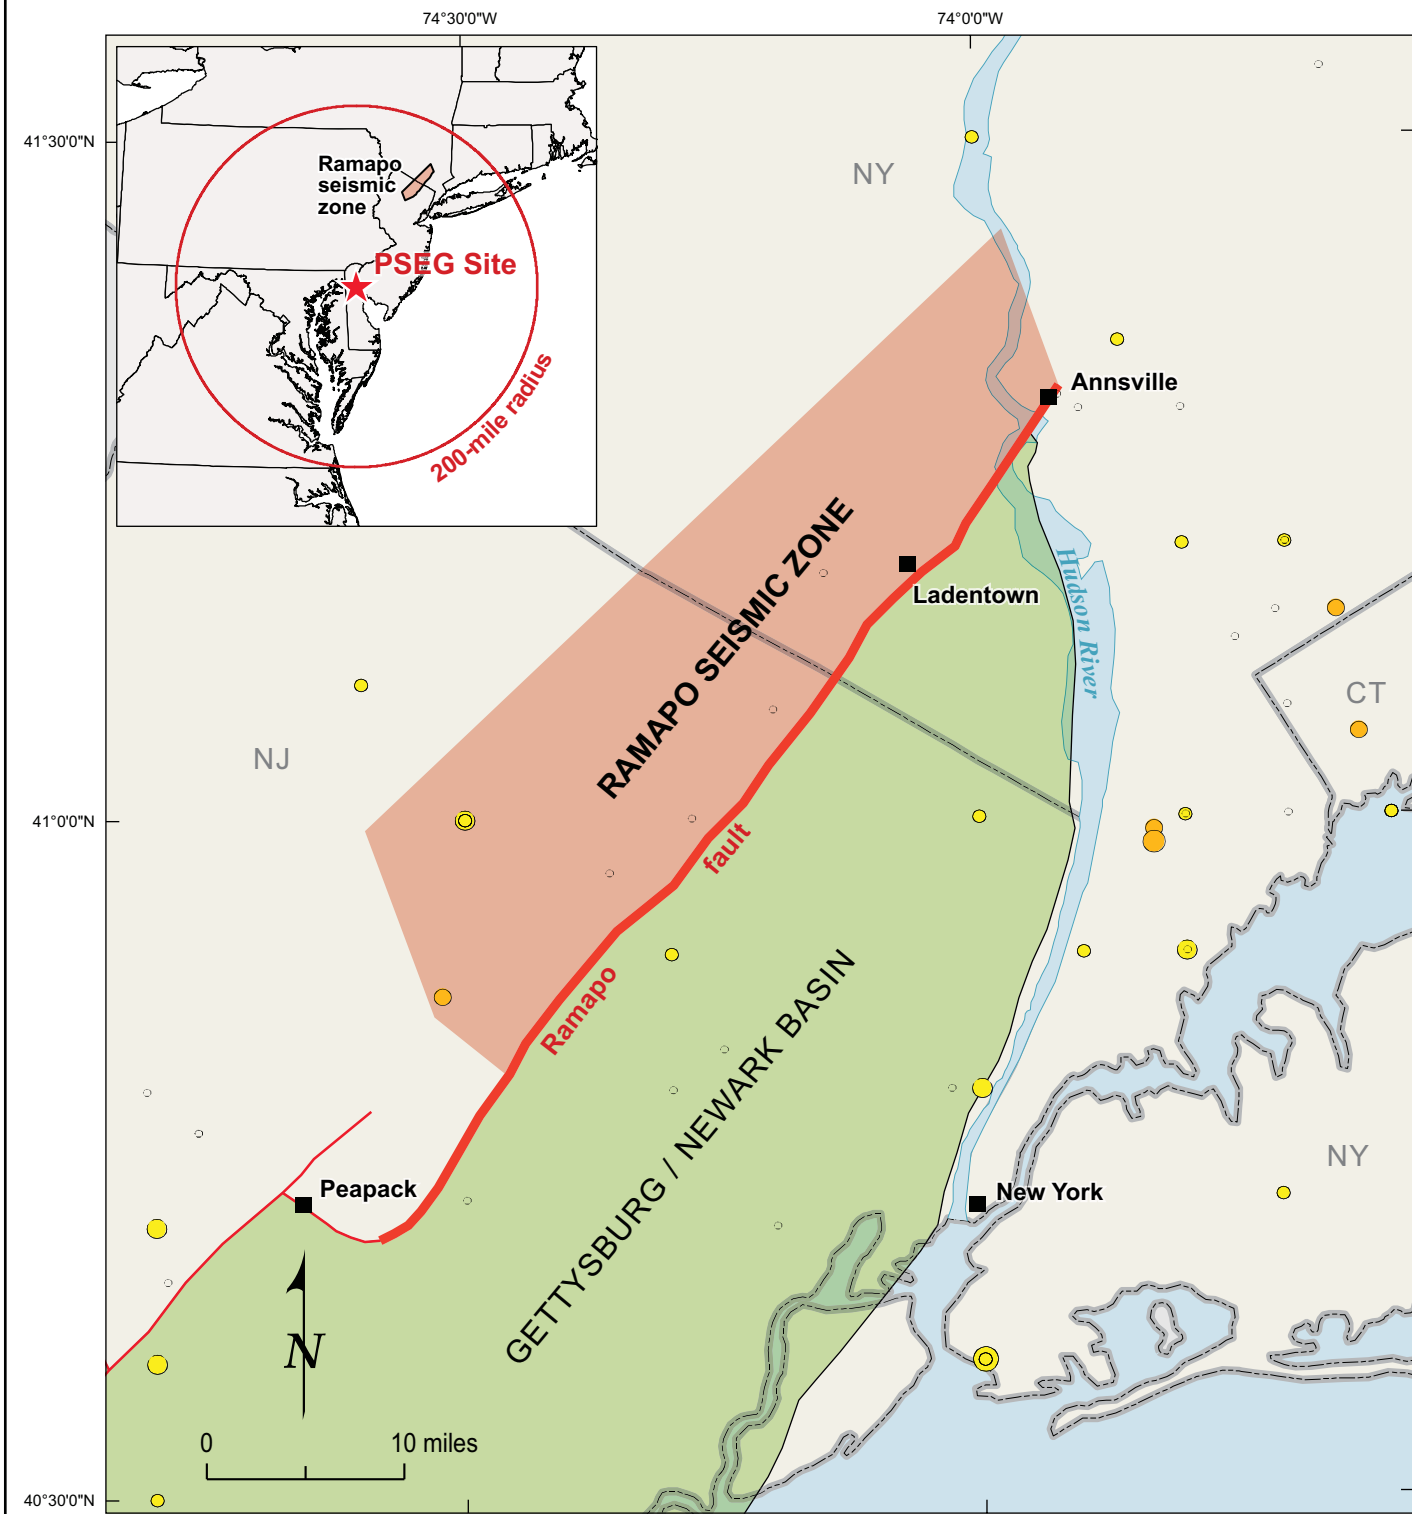 74°30'0"W
74°0'0"W
41°30'0"N
NY
Ramapo
seismic
zone
PSEG Site
200-mile radius
Annsville
RAMAPO SEISMIC ZONE
Hudson River
Ladentown
CT
NJ
41°0'0"N
fault
Ramapo
GETTYSBURG / NEWARK BASIN
NY
Peapack
New York
N
0 10 miles
40°30'0"N